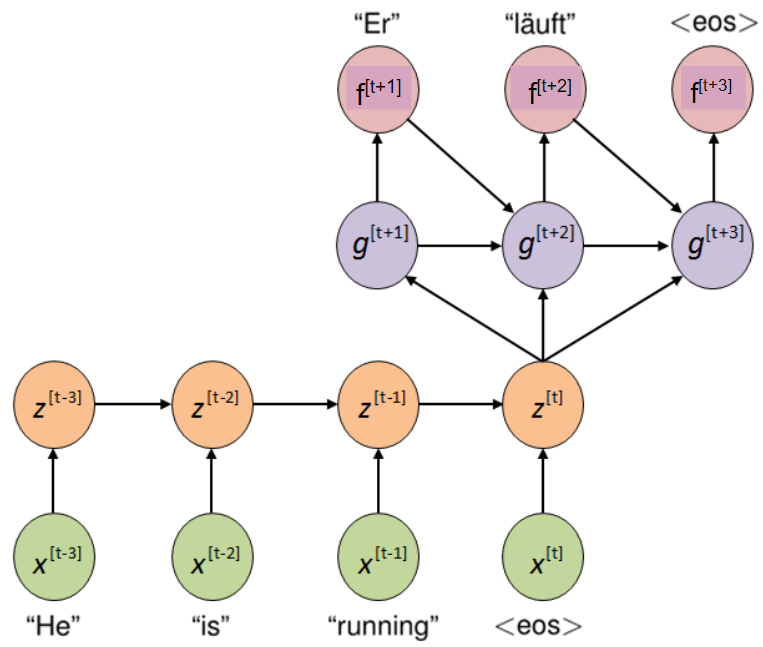 “Er” “läuft” <eos>
f[t+1] f[t+2] f[t+3]
g[t+1] g[t+2] g[t+3]
z[t-3] z[t-2] z[t-1] z[t]
x[t-3] x[t-2] x[t-1] x[t]
“He” “is” “running” <eos>